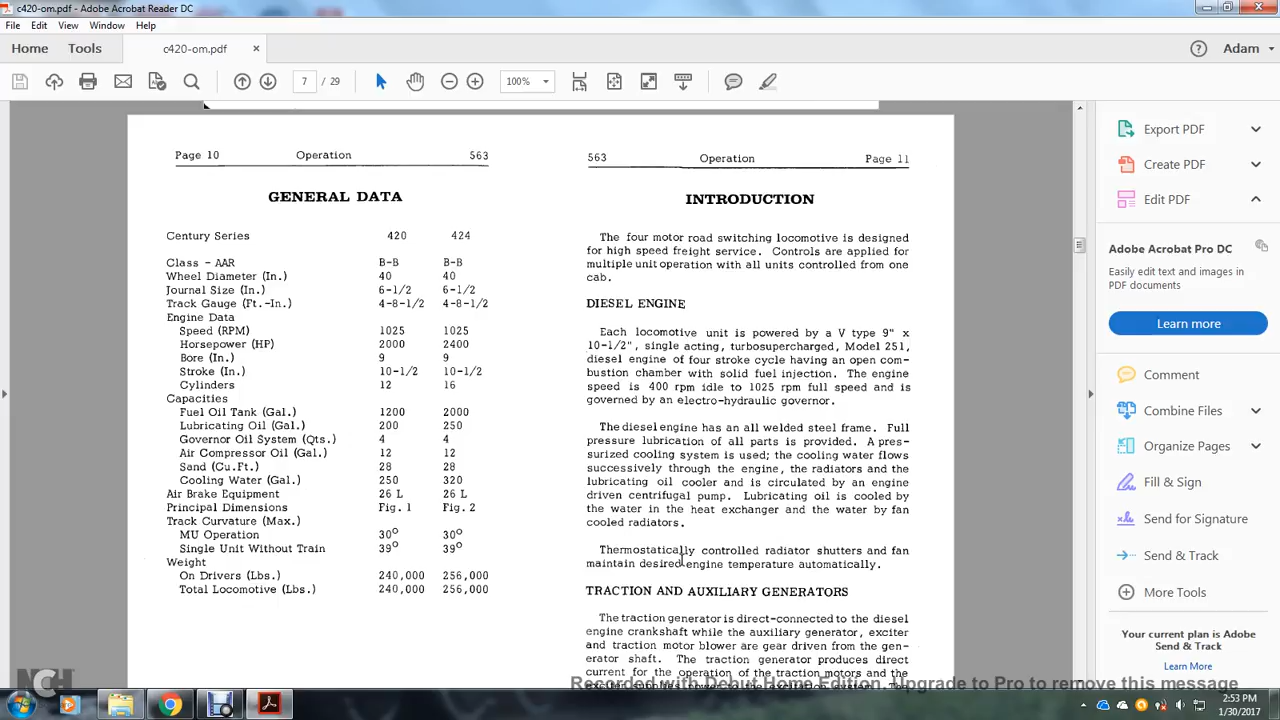 c420-om.pdf - Adobe Acrobat Reader DC
File Edit View Window Help
Home Tools c420-om.pdf × ? Adam
7 / 29 100%
Page 10 Operation 563
GENERAL DATA
Century Series 420 424
Class - AAR B-B B-B
Wheel Diameter (In.) 40 40
Journal Size (In.) 6-1/2 6-1/2
Track Gauge (Ft.-In.) 4-8-1/2 4-8-1/2
Engine Data
Speed (RPM) 1025 1025
Horsepower (HP) 2000 2400
Bore (In.) 9 9
Stroke (In.) 10-1/2 10-1/2
Cylinders 12 16
Capacities
Fuel Oil Tank (Gal.) 1200 2000
Lubricating Oil (Gal.) 200 250
Governor Oil System (Qts.) 4 4
Air Compressor Oil (Gal.) 12 12
Sand (Cu.Ft.) 28 28
Cooling Water (Gal.) 250 320
Air Brake Equipment 26 L 26 L
Principal Dimensions Fig. 1 Fig. 2
Track Curvature (Max.)
MU Operation 30° 30°
Single Unit Without Train 39° 39°
Weight
On Drivers (Lbs.) 240,000 256,000
Total Locomotive (Lbs.) 240,000 256,000
563 Operation Page 11
INTRODUCTION
The four motor road switching locomotive is designed
for high speed freight service. Controls are applied for
multiple unit operation with all units controlled from one
cab.
DIESEL ENGINE
Each locomotive unit is powered by a V type 9" x
10-1/2", single acting, turbosupercharged, Model 251,
diesel engine of four stroke cycle having an open com-
bustion chamber with solid fuel injection. The engine
speed is 400 rpm idle to 1025 rpm full speed and is
governed by an electro-hydraulic governor.
The diesel engine has an all welded steel frame. Full
pressure lubrication of all parts is provided. A pres-
surized cooling system is used; the cooling water flows
successively through the engine, the radiators and the
lubricating oil cooler and is circulated by an engine
driven centrifugal pump. Lubricating oil is cooled by
the water in the heat exchanger and the water by fan
cooled radiators.
Thermostatically controlled radiator shutters and fan
maintain desired engine temperature automatically.
TRACTION AND AUXILIARY GENERATORS
The traction generator is direct-connected to the diesel
engine crankshaft while the auxiliary generator, exciter
and traction motor blower are gear driven from the gen-
erator shaft. The traction generator produces direct
current for the operation of the traction motors and the
Export PDF
Create PDF
Edit PDF
Adobe Acrobat Pro DC
Easily edit text and images in
PDF documents
Learn more
Comment
Combine Files
Organize Pages
Fill & Sign
Send for Signature
Send & Track
More Tools
Your current plan is Adobe
Send & Track
Learn More
NCH
Recorded with Debut Home Edition. Upgrade to Pro to remove this message
2:53 PM
1/30/2017